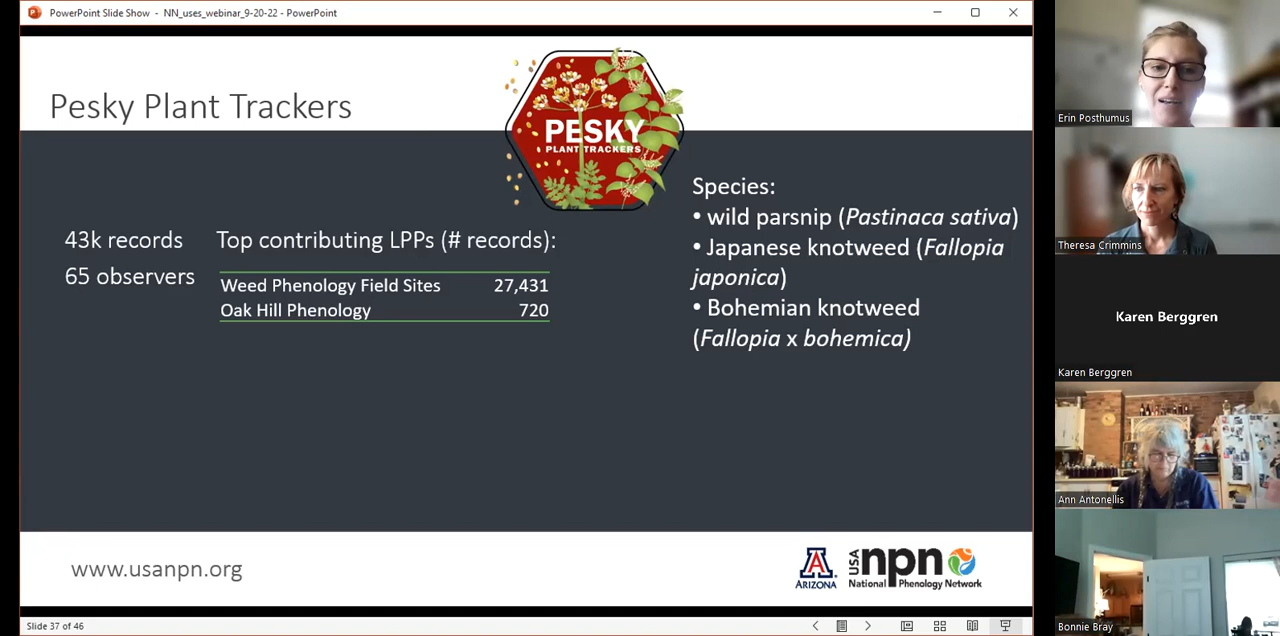 PowerPoint Slide Show - NN_uses_webinar_9-20-22 - PowerPoint
Pesky Plant Trackers
PESKY
PLANT TRACKERS
43k records
65 observers
Top contributing LPPs (# records):
Weed Phenology Field Sites 27,431
Oak Hill Phenology 720
Species:
• wild parsnip (Pastinaca sativa)
• Japanese knotweed (Fallopia
japonica)
• Bohemian knotweed
(Fallopia x bohemica)
www.usanpn.org
A
ARIZONA
USA
npn
National Phenology Network
Slide 37 of 46
Erin Posthumus
Theresa Crimmins
Karen Berggren
Karen Berggren
Ann Antonellis
Bonnie Bray